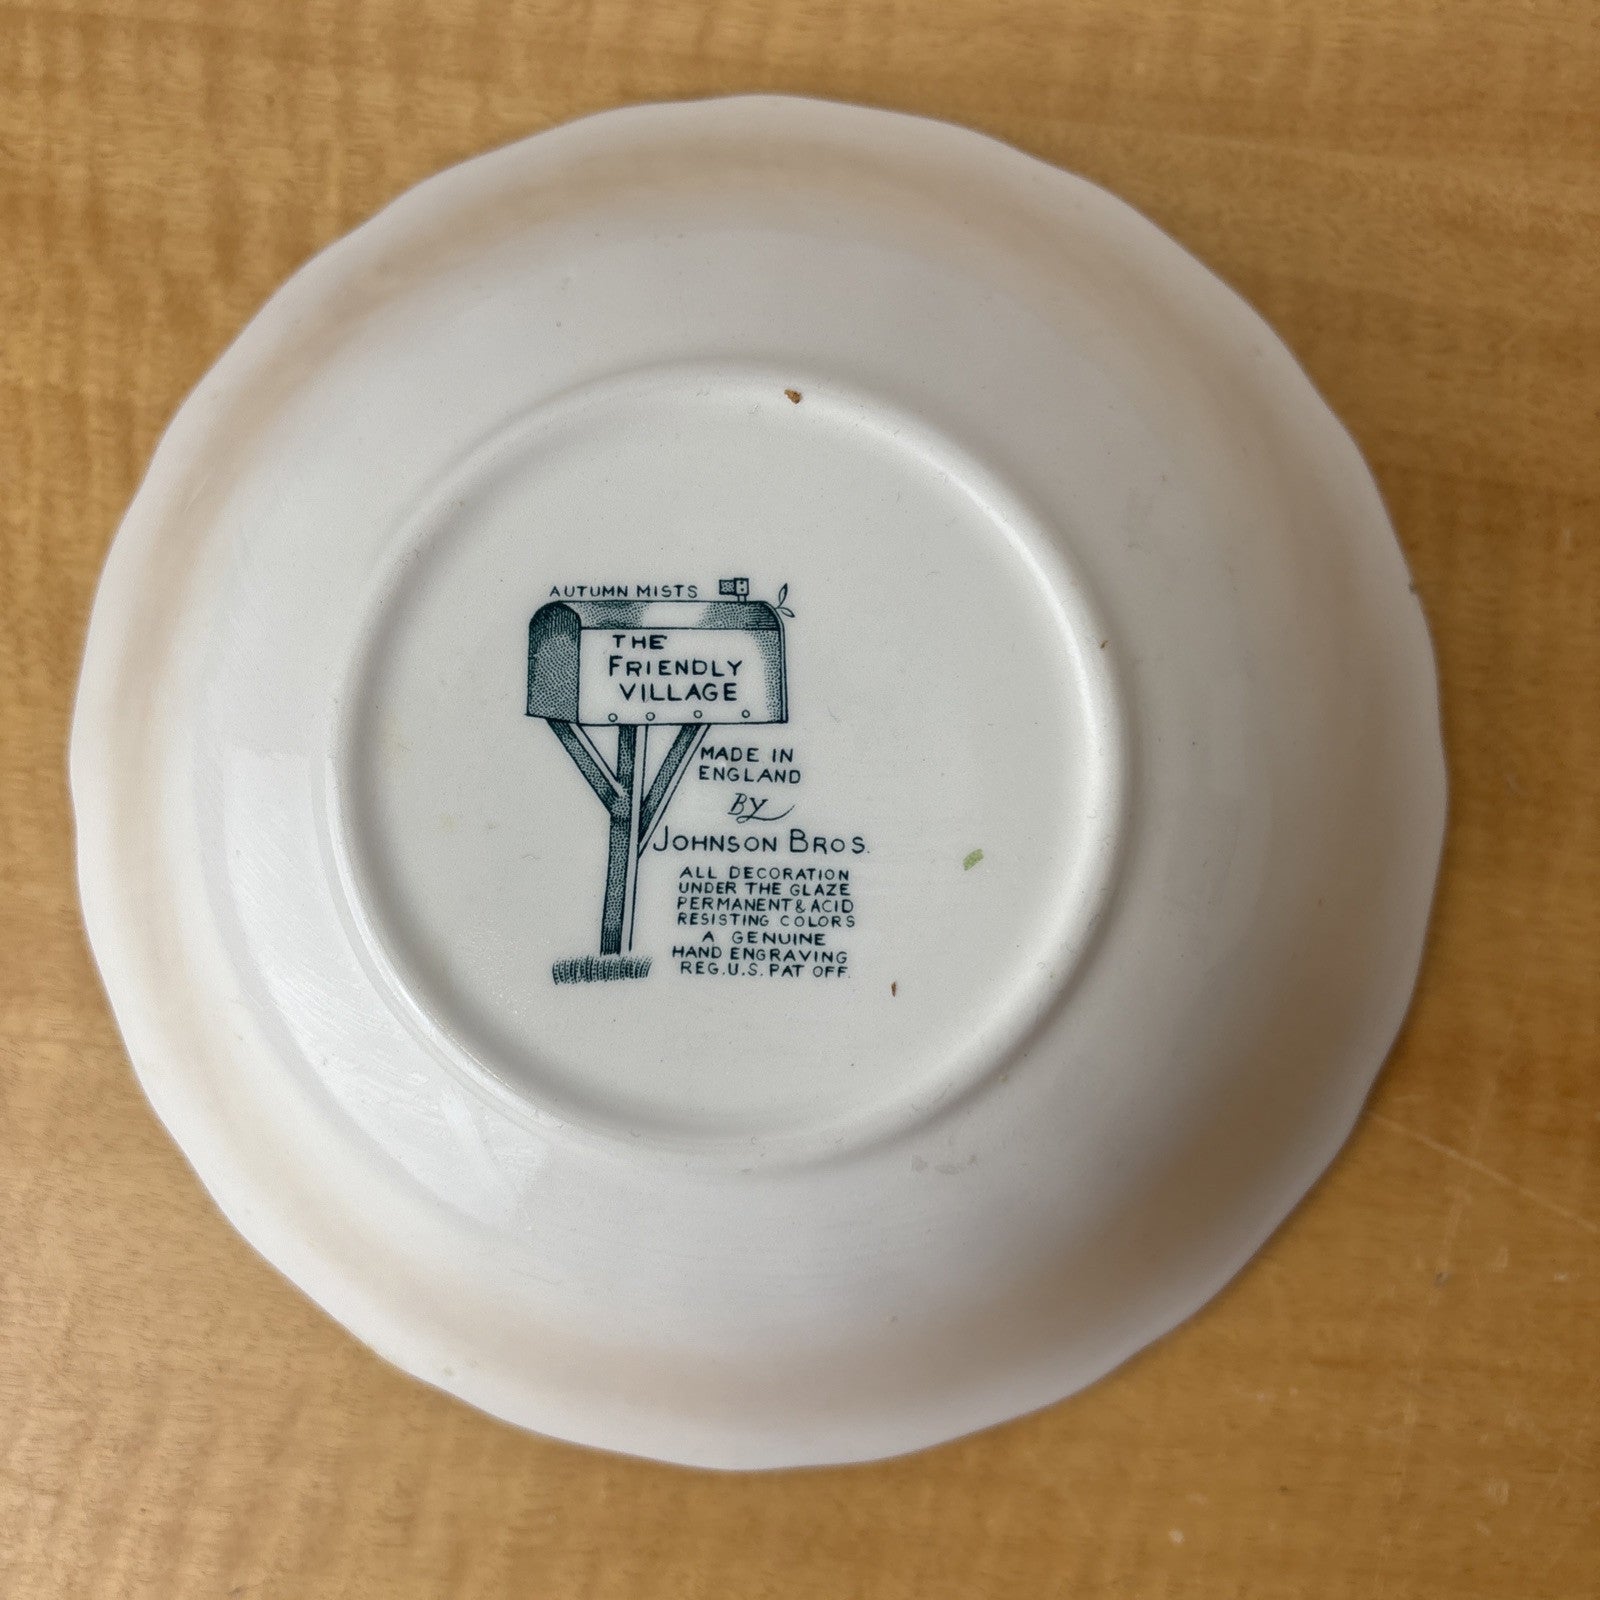 AUTUMN MISTS
THE
FRIENDLY
VILLAGE
MADE IN
ENGLAND
BY
JOHNSON BROS.
ALL DECORATION
UNDER THE GLAZE
PERMANENT & ACID
RESISTING COLORS
A GENUINE
HAND ENGRAVING
REG. U.S. PAT OFF.